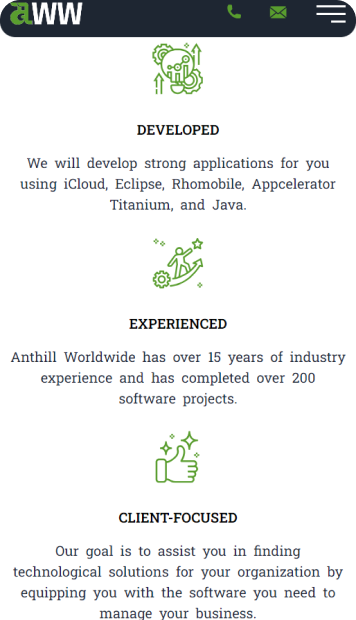 aww
DEVELOPED
We will develop strong applications for you
using iCloud, Eclipse, Rhomobile, Appcelerator
Titanium, and Java.
EXPERIENCED
Anthill Worldwide has over 15 years of industry
experience and has completed over 200
software projects.
CLIENT-FOCUSED
Our goal is to assist you in finding
technological solutions for your organization by
equipping you with the software you need to
manage your business.